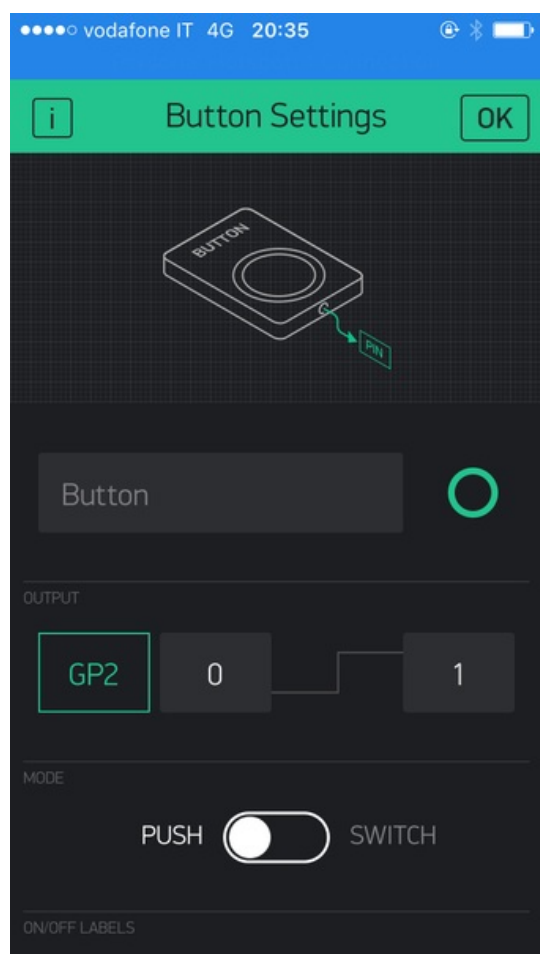 vodafone IT 4G 20:35
i Button Settings OK
BUTTON
PIN
Button
OUTPUT
GP2 0 1
MODE
PUSH SWITCH
ON/OFF LABELS